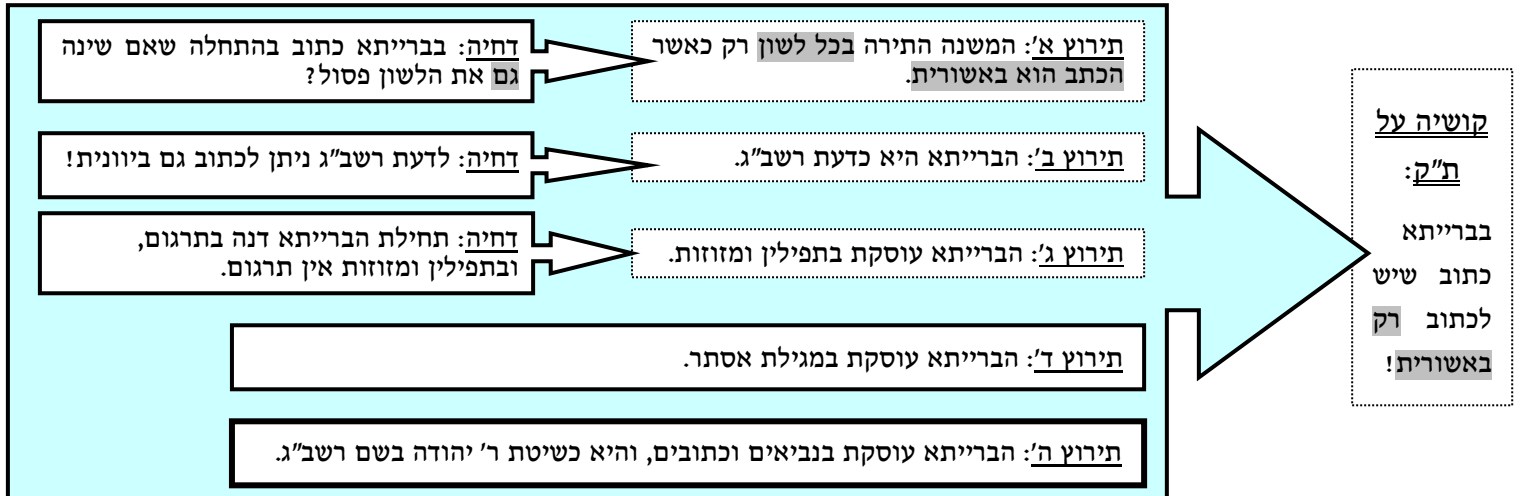 קושיה על
ת"ק:
בברייתא
כתוב שיש
לכתוב רק
באשורית!
תירוץ א': המשנה התירה בכל לשון רק כאשר
הכתב הוא באשורית.
דחיה: בברייתא כתוב בהתחלה שאם שינה
גם את הלשון פסול?
תירוץ ב': הברייתא היא כדעת רשב"ג.
דחיה: לדעת רשב"ג ניתן לכתוב גם ביוונית!
תירוץ ג': הברייתא עוסקת בתפילין ומזוזות.
דחיה: תחילת הברייתא דנה בתרגום,
ובתפילין ומזוזות אין תרגום.
תירוץ ד': הברייתא עוסקת במגילת אסתר.
תירוץ ה': הברייתא עוסקת בנביאים וכתובים, והיא כשיטת ר' יהודה בשם רשב"ג.